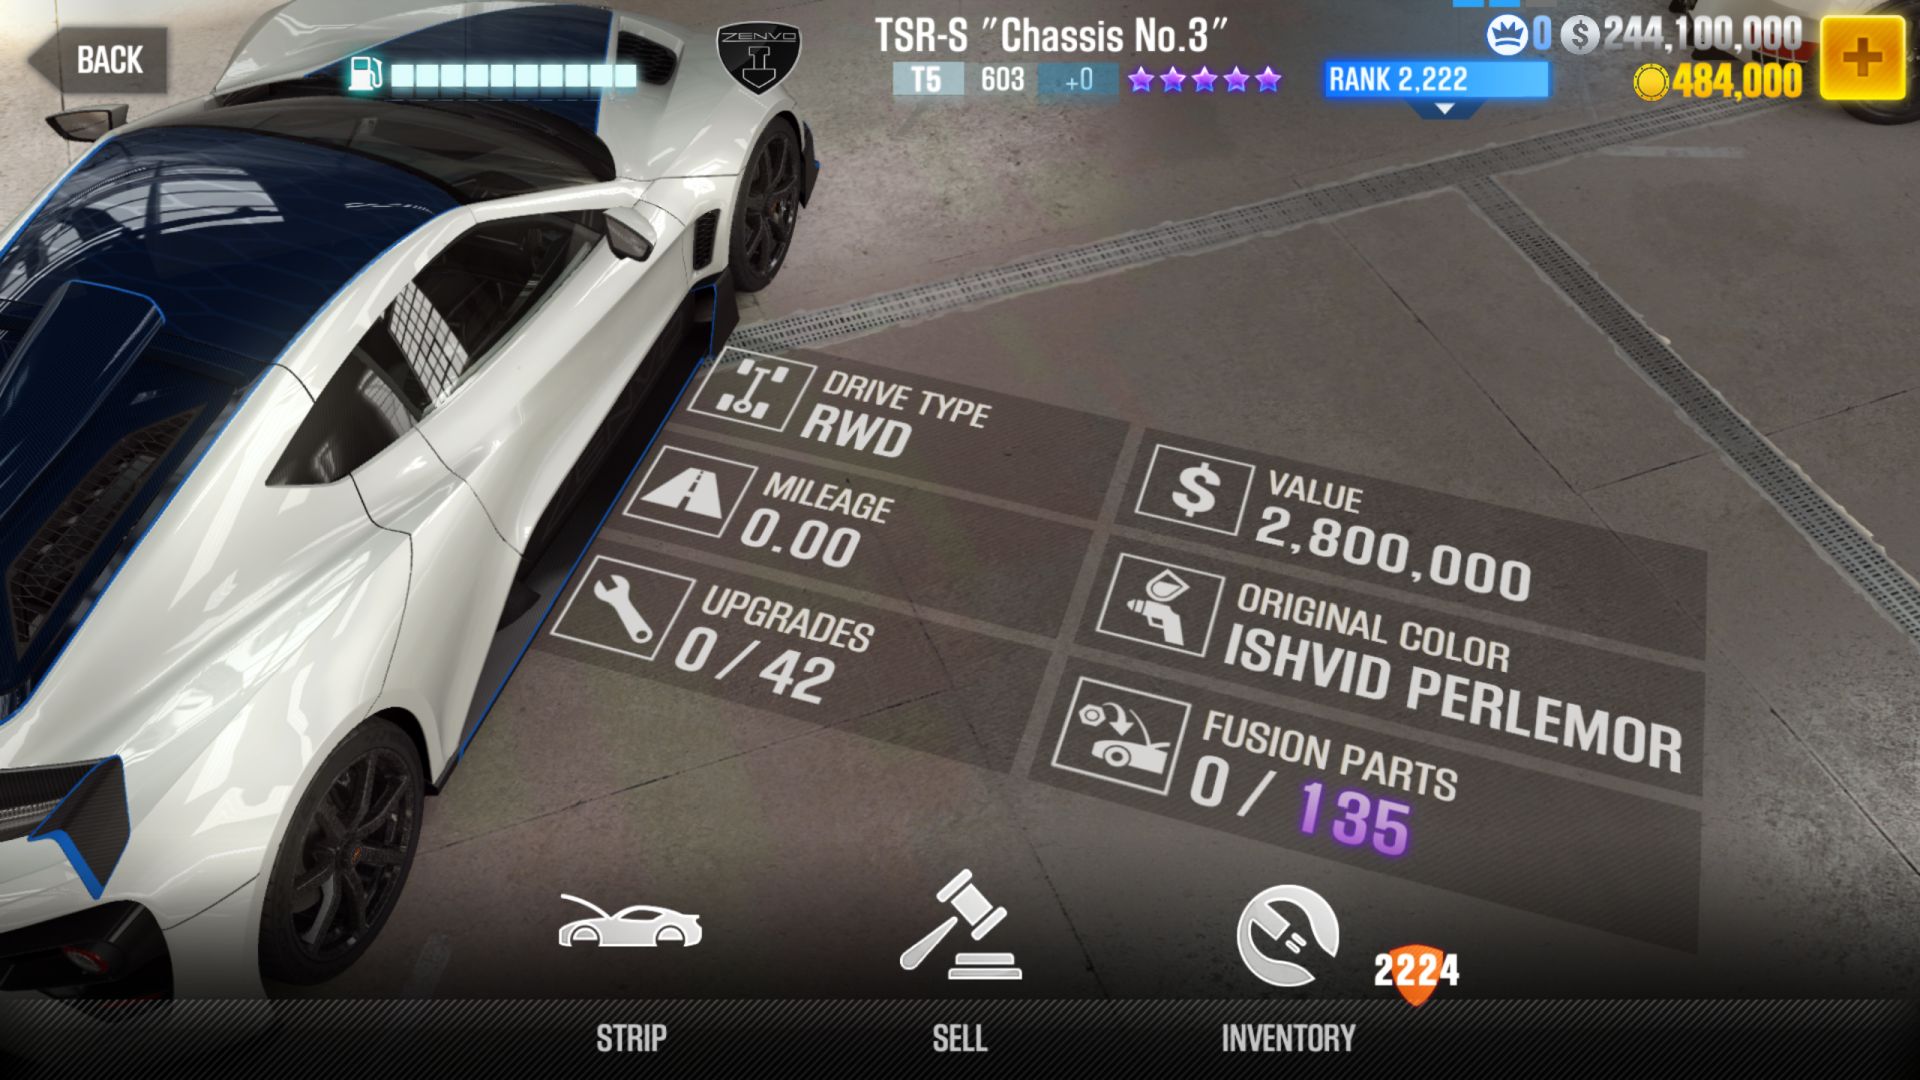 BACK
ZENVO
TSR-S "Chassis No.3"
T5 603 +0
RANK 2,222
0 $ 244,100,000
484,000
DRIVE TYPE
RWD
MILEAGE
0.00
UPGRADES
0/42
$
VALUE
2,800,000
ORIGINAL COLOR
ISHVID PERLEMOR
FUSION PARTS
0/ 135
2224
STRIP
SELL
INVENTORY